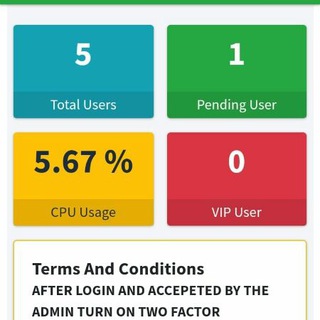 5
Total Users
1
Pending User
5.67 %
CPU Usage
0
VIP User
Terms And Conditions
AFTER LOGIN AND ACCEPETED BY THE
ADMIN TURN ON TWO FACTOR